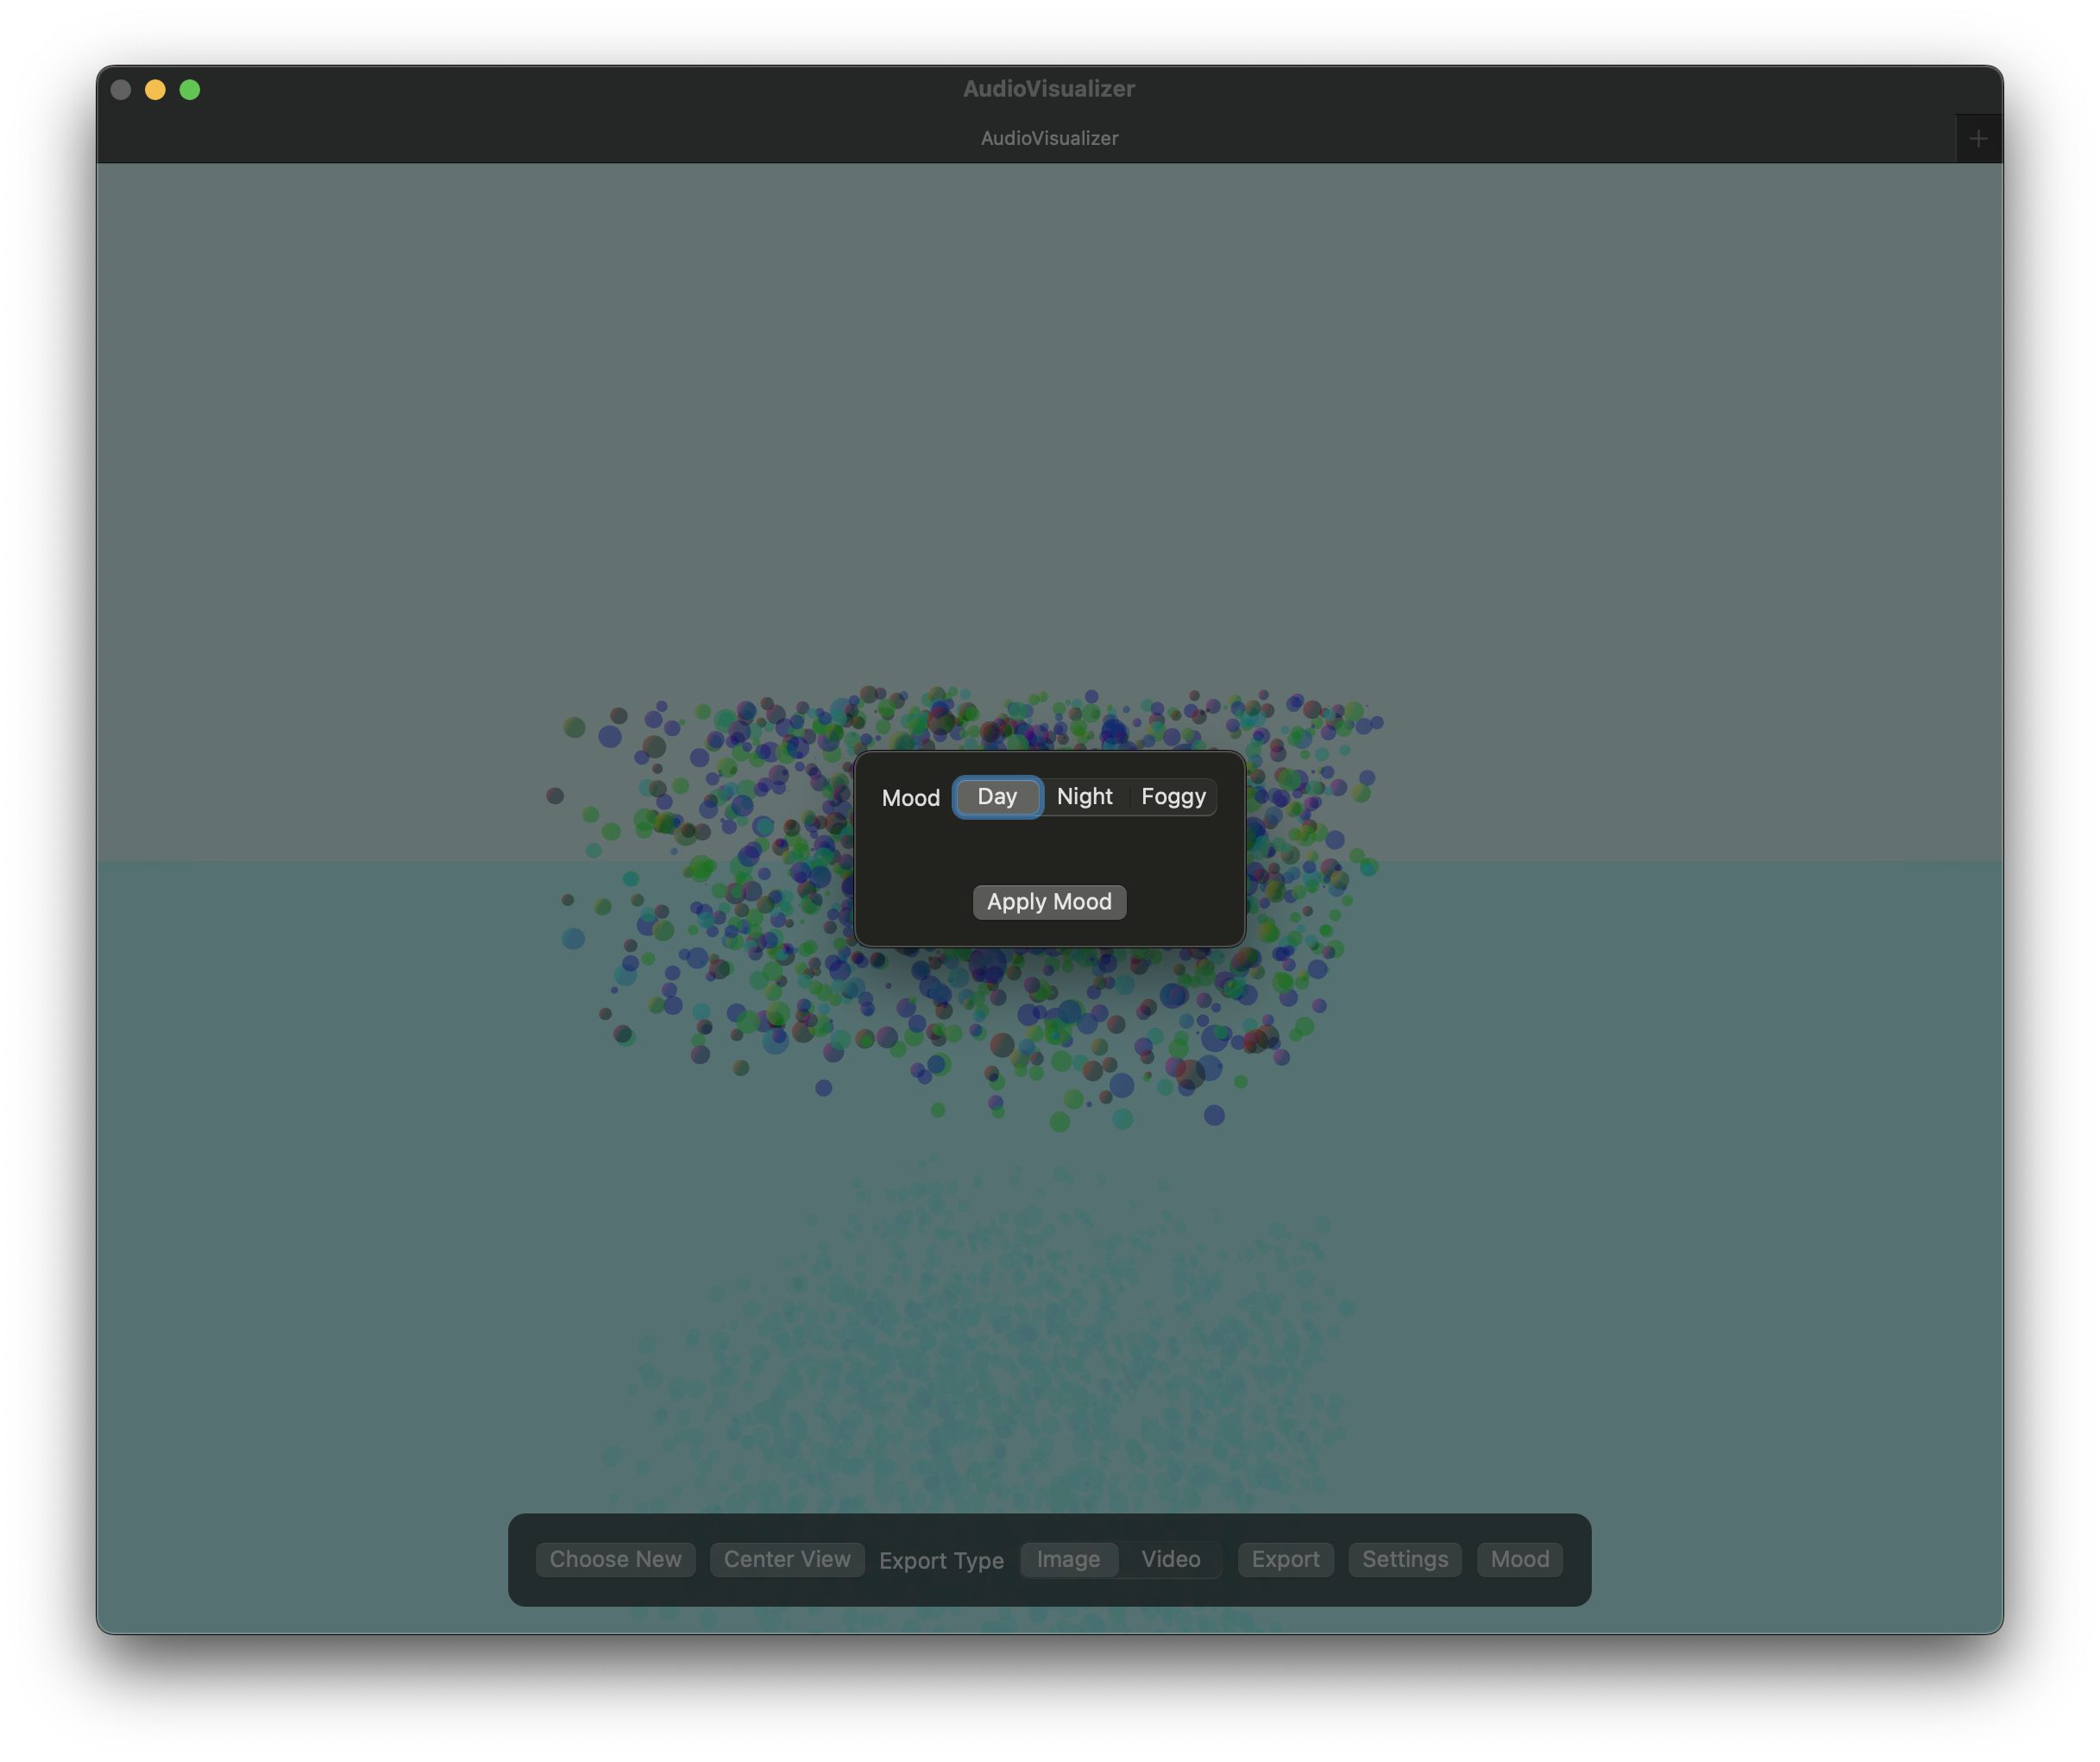 AudioVisualizer
AudioVisualizer +
Mood Day Night Foggy
Apply Mood
Choose New Center View Export Type Image Video Export Settings Mood